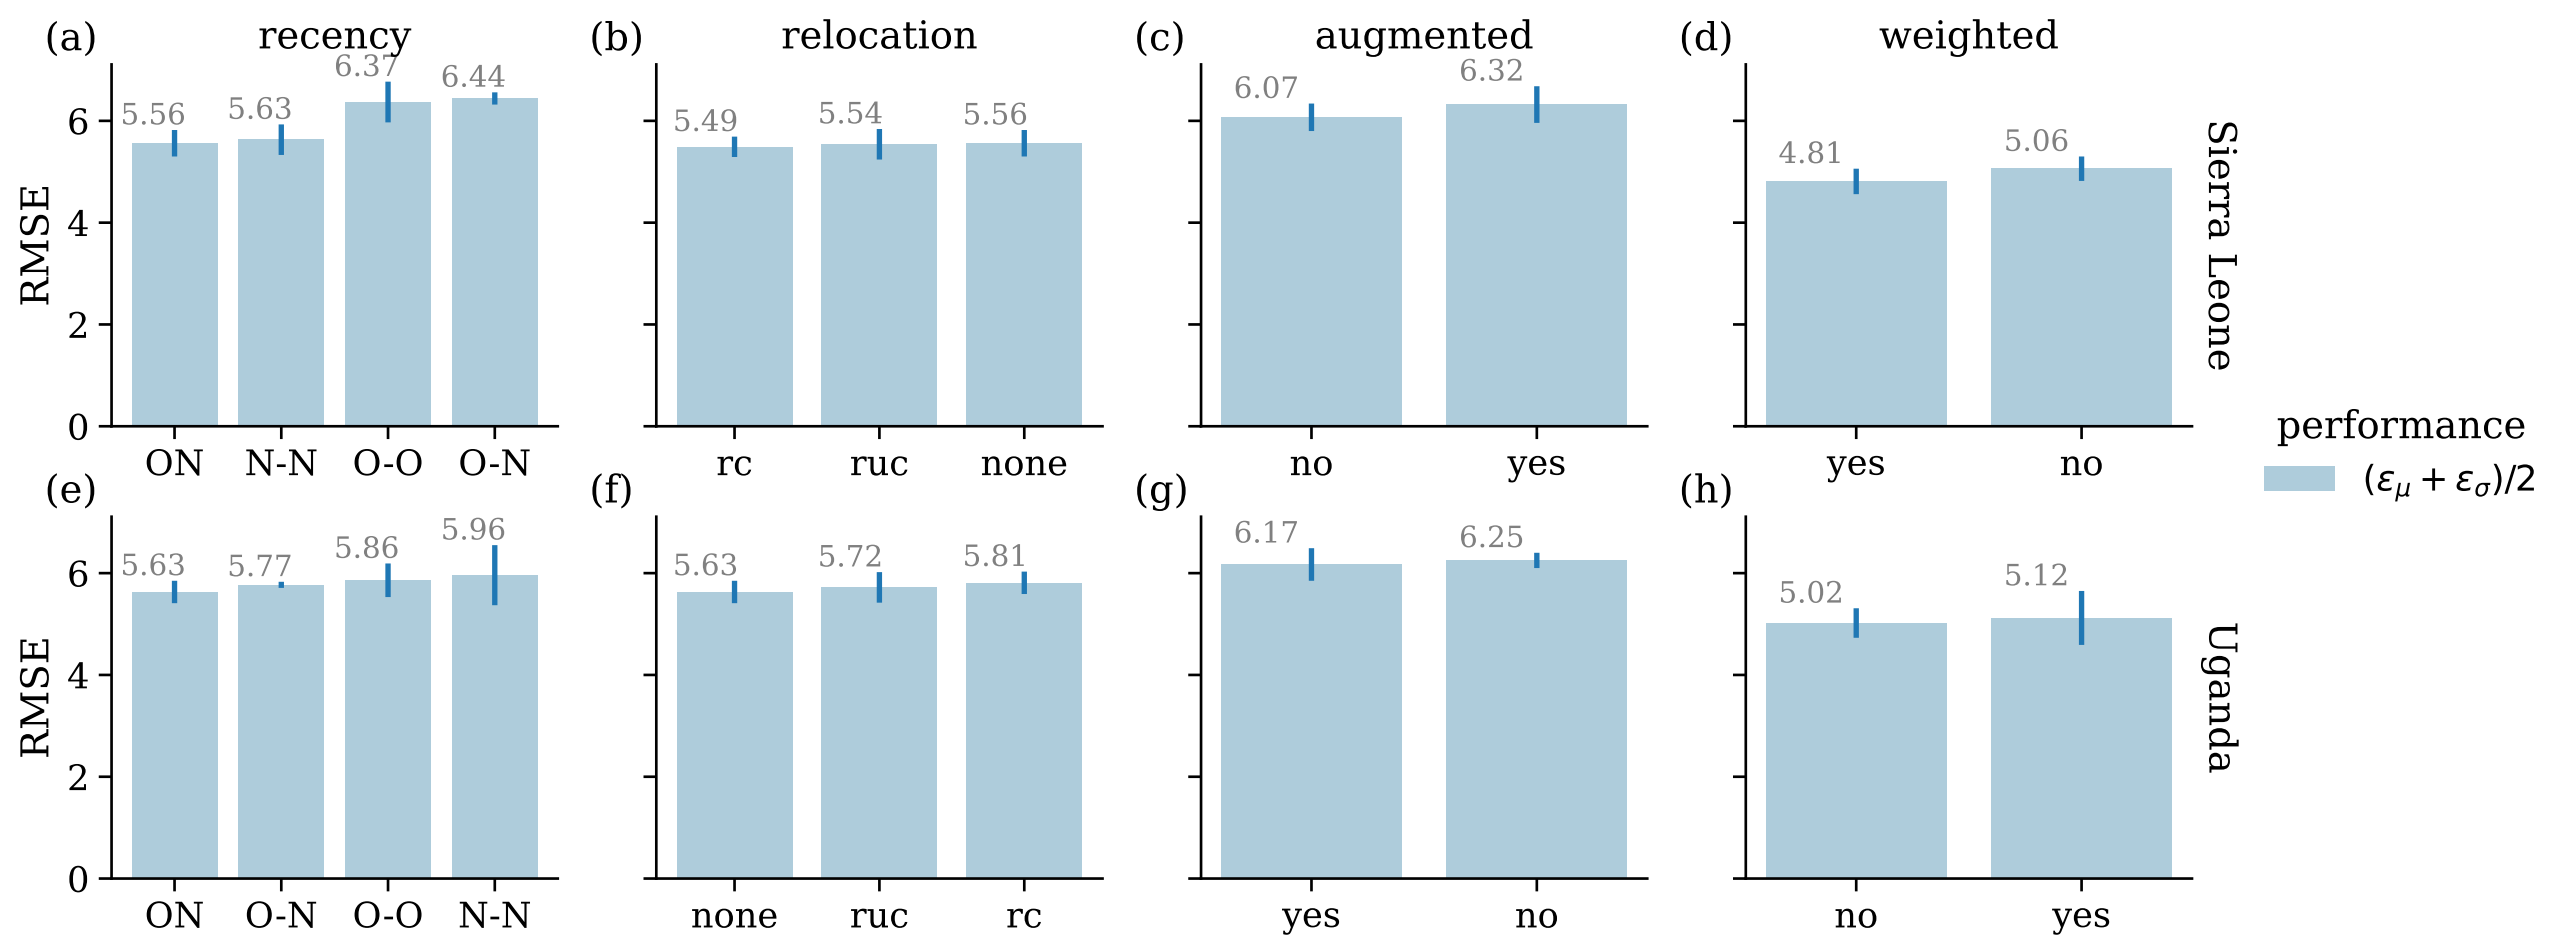 (a) recency
(b) relocation
(c) augmented
(d) weighted
RMSE
6
4
2
0
5.56 5.63 6.37 6.44
ON N-N O-O O-N
5.49 5.54 5.56
rc ruc none
6.07 6.32
no yes
4.81 5.06
yes no
Sierra Leone
performance
(εμ + εσ)/2
(e)
RMSE
6
4
2
0
5.63 5.77 5.86 5.96
ON O-N O-O N-N
(f)
5.63 5.72 5.81
none ruc rc
(g)
6.17 6.25
yes no
(h)
5.02 5.12
no yes
Uganda